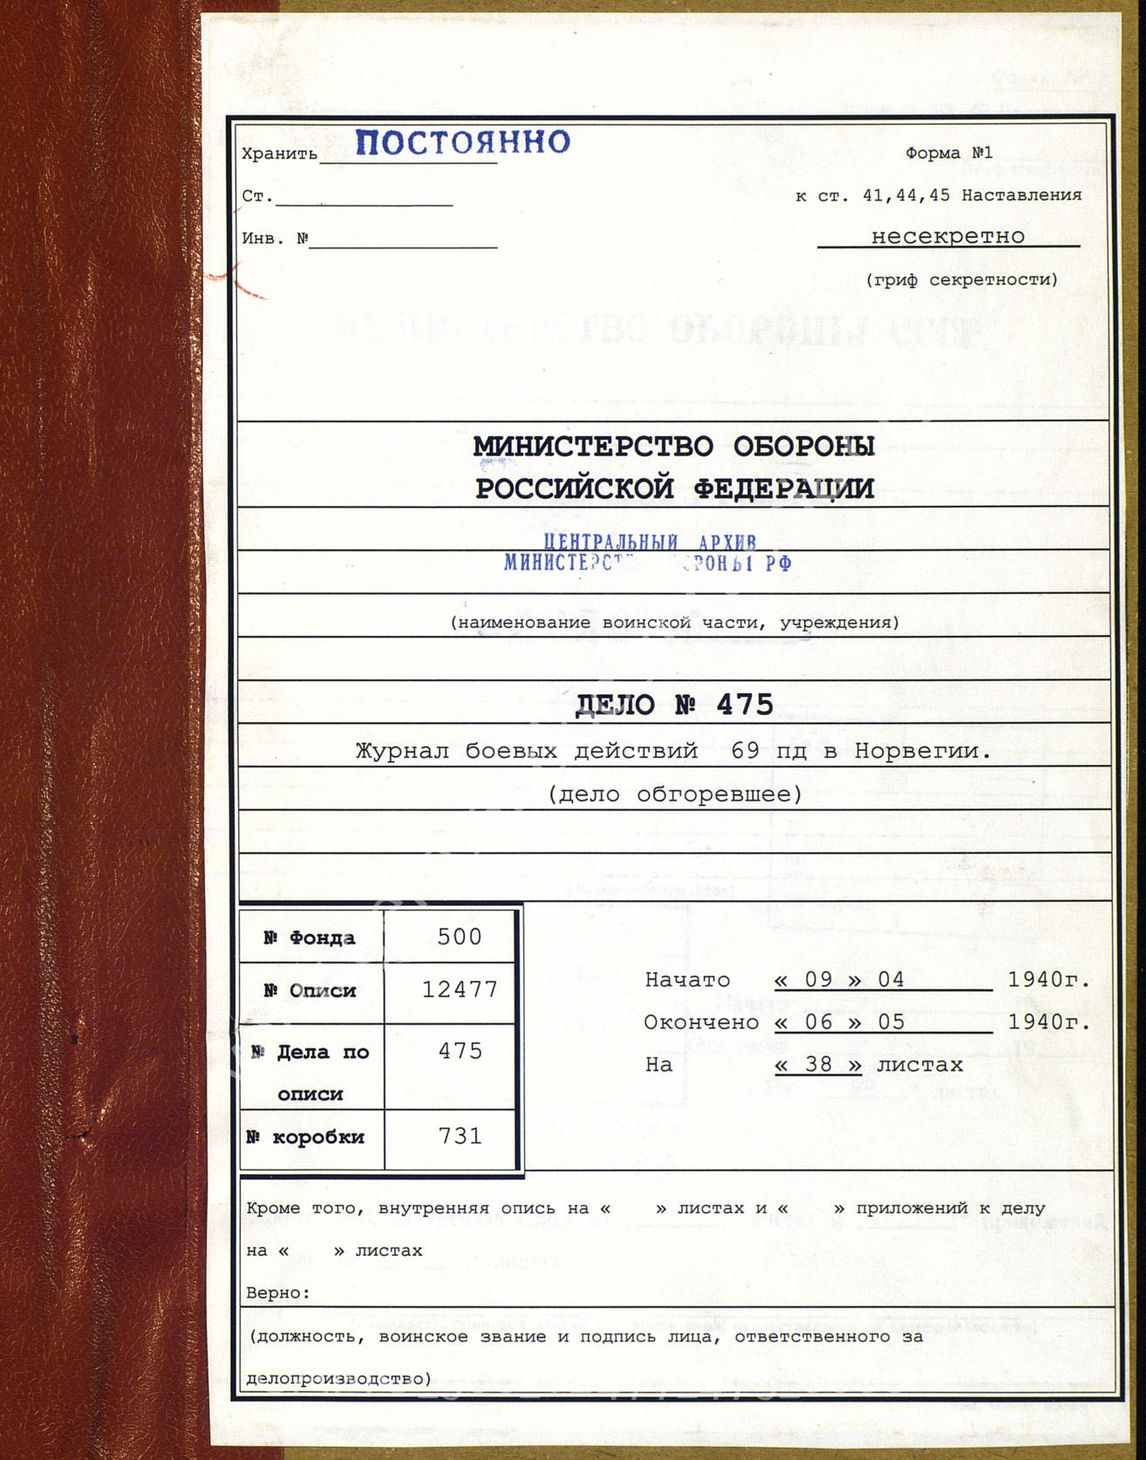 Хранить ПОСТОЯННО
Форма №1
Ст.
к ст. 41,44,45 Наставления
Инв. №
несекретно
(гриф секретности)
МИНИСТЕРСТВО ОБОРОНЫ
РОССИЙСКОЙ ФЕДЕРАЦИИ
ЦЕНТРАЛЬНЫЙ АРХИВ
РФ
(наименование воинской части, учреждения)
ДЕЛО № 475
Журнал боевых действий 69 пд в Норвегии.
(дело обгоревшее)
№ Фонда 500
№ Описи 12477
№ Дела по 475
описи
№ коробки 731
Начато « 09 » 04 1940г.
Окончено « 06 » 05 1940г.
На « 38 » листах
Кроме того, внутренняя опись на « » листах и « » приложений к делу
на « » листах
Верно:
(должность, воинское звание и подпись лица, ответственного за
делопроизводство)